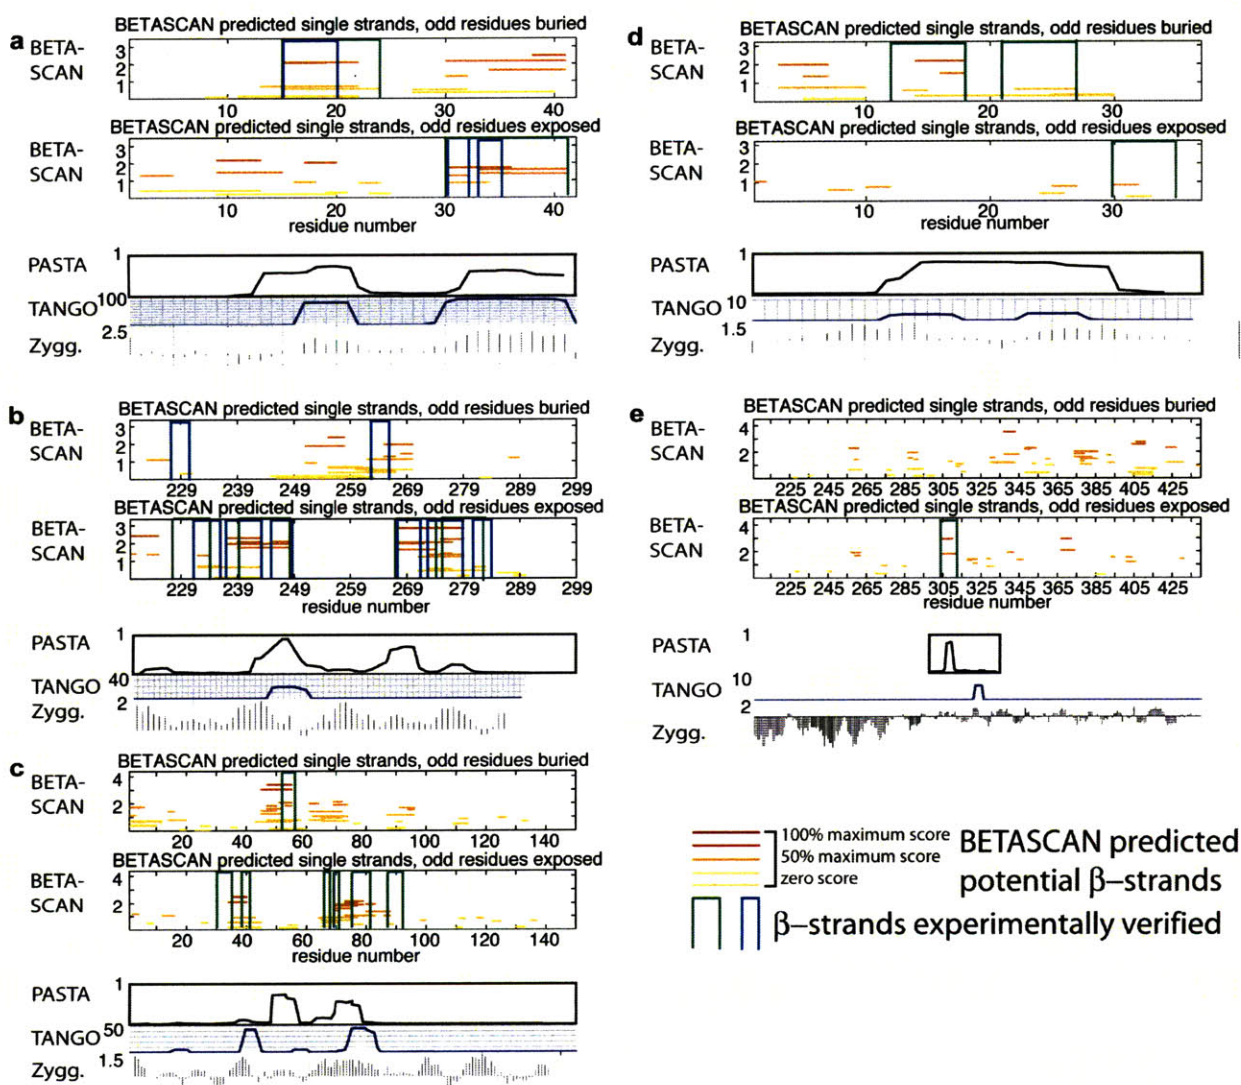 a
BETASCAN predicted single strands, odd residues buried
BETA-
SCAN
3
2
1
10 20 30 40
BETASCAN predicted single strands, odd residues exposed
BETA-
SCAN
3
2
1
10 20 30 40
residue number
PASTA
1
TANGO
100
2.5
Zygg.
b
BETASCAN predicted single strands, odd residues buried
BETA-
SCAN
3
2
1
229 239 249 259 269 279 289 299
BETASCAN predicted single strands, odd residues exposed
BETA-
SCAN
3
2
1
229 239 249 259 269 279 289 299
residue number
PASTA
1
TANGO
40
2
Zygg.
c
BETASCAN predicted single strands, odd residues buried
BETA-
SCAN
4
2
20 40 60 80 100 120 140
BETASCAN predicted single strands, odd residues exposed
BETA-
SCAN
4
2
20 40 60 80 100 120 140
residue number
PASTA
1
TANGO
50
1.5
Zygg.
d
BETASCAN predicted single strands, odd residues buried
BETA-
SCAN
3
2
1
10 20 30
BETASCAN predicted single strands, odd residues exposed
BETA-
SCAN
3
2
1
10 20 30
residue number
PASTA
1
TANGO
10
1.5
Zygg.
e
BETASCAN predicted single strands, odd residues buried
BETA-
SCAN
4
2
225 245 265 285 305 325 345 365 385 405 425
BETASCAN predicted single strands, odd residues exposed
BETA-
SCAN
4
2
225 245 265 285 305 325 345 365 385 405 425
residue number
PASTA
1
TANGO
10
2
Zygg.
100% maximum score
50% maximum score
zero score
BETASCAN predicted
potential β–strands
β–strands experimentally verified